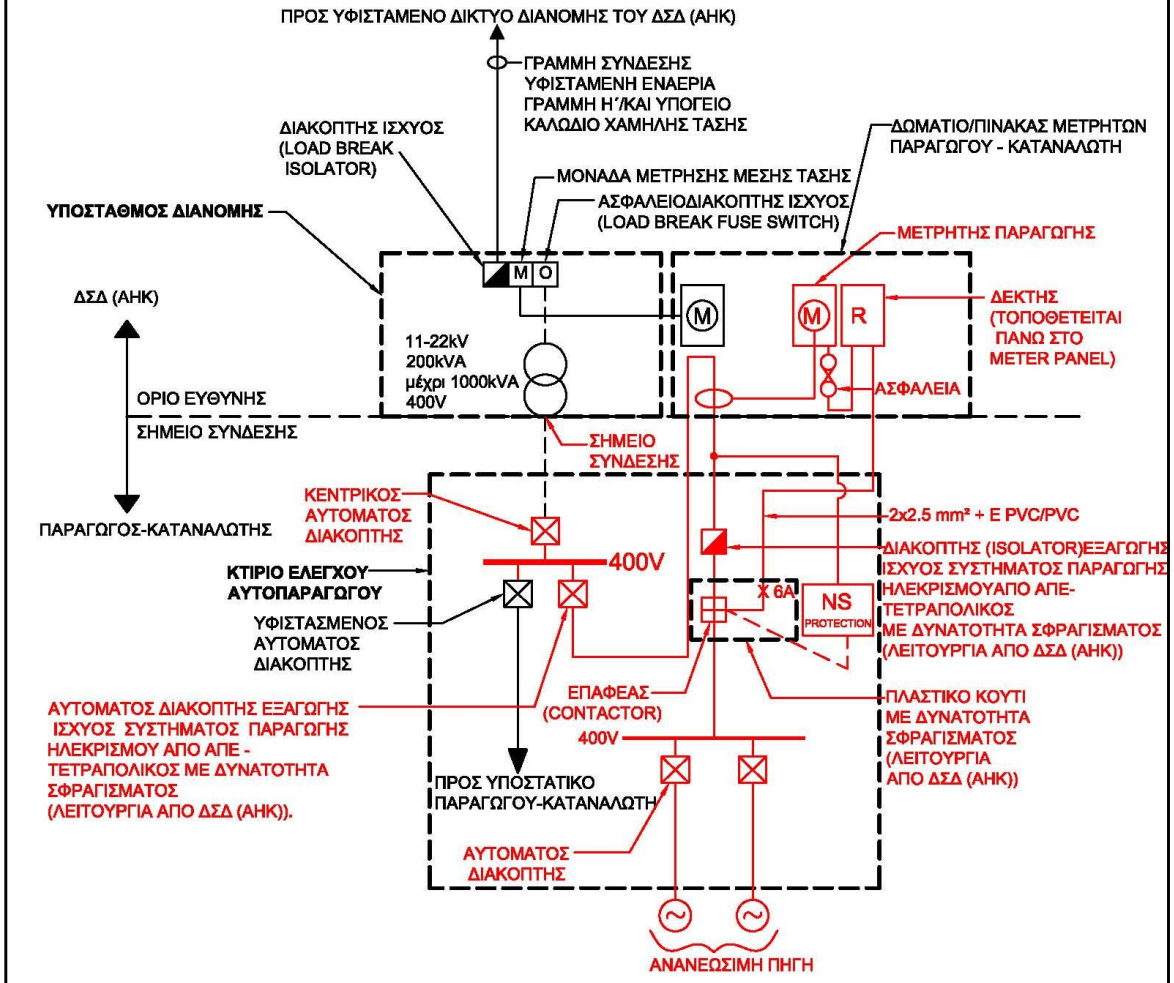 ΠΡΟΣ ΥΦΙΣΤΑΜΕΝΟ ΔΙΚΤΥΟ ΔΙΑΝΟΜΗΣ ΤΟΥ ΔΣΔ (ΑΗΚ)
ΓΡΑΜΜΗ ΣΥΝΔΕΣΗΣ
ΥΦΙΣΤΑΜΕΝΗ ΕΝΑΕΡΙΑ
ΓΡΑΜΜΗ Η΄/ΚΑΙ ΥΠΟΓΕΙΟ
ΚΑΛΩΔΙΟ ΧΑΜΗΛΗΣ ΤΑΣΗΣ
ΔΙΑΚΟΠΤΗΣ ΙΣΧΥΟΣ
(LOAD BREAK
ISOLATOR)
ΔΩΜΑΤΙΟ/ΠΙΝΑΚΑΣ ΜΕΤΡΗΤΩΝ
ΠΑΡΑΓΩΓΟΥ - ΚΑΤΑΝΑΛΩΤΗ
ΜΟΝΑΔΑ ΜΕΤΡΗΣΗΣ ΜΕΣΗΣ ΤΑΣΗΣ
ΑΣΦΑΛΕΙΟΔΙΑΚΟΠΤΗΣ ΙΣΧΥΟΣ
(LOAD BREAK FUSE SWITCH)
ΥΠΟΣΤΑΘΜΟΣ ΔΙΑΝΟΜΗΣ
ΜΕΤΡΗΤΗΣ ΠΑΡΑΓΩΓΗΣ
M O
ΔΣΔ (ΑΗΚ)
M
M
R
ΔΕΚΤΗΣ
(ΤΟΠΟΘΕΤΕΙΤΑΙ
ΠΑΝΩ ΣΤΟ
METER PANEL)
11-22kV
200kVA
μέχρι 1000kVA
400V
ΑΣΦΑΛΕΙΑ
ΟΡΙΟ ΕΥΘΥΝΗΣ
ΣΗΜΕΙΟ ΣΥΝΔΕΣΗΣ
ΣΗΜΕΙΟ
ΣΥΝΔΕΣΗΣ
ΚΕΝΤΡΙΚΟΣ
ΑΥΤΟΜΑΤΟΣ
ΔΙΑΚΟΠΤΗΣ
ΠΑΡΑΓΩΓΟΣ-ΚΑΤΑΝΑΛΩΤΗΣ
2x2.5 mm² + E PVC/PVC
400V
ΔΙΑΚΟΠΤΗΣ (ISOLATOR)ΕΞΑΓΩΓΗΣ
ΙΣΧΥΟΣ ΣΥΣΤΗΜΑΤΟΣ ΠΑΡΑΓΩΓΗΣ
ΗΛΕΚΡΙΣΜΟΥΑΠΟ ΑΠΕ-
ΤΕΤΡΑΠΟΛΙΚΟΣ
ΜΕ ΔΥΝΑΤΟΤΗΤΑ ΣΦΡΑΓΙΣΜΑΤΟΣ
(ΛΕΙΤΟΥΡΓΙΑ ΑΠΟ ΔΣΔ (ΑΗΚ))
ΚΤΙΡΙΟ ΕΛΕΓΧΟΥ
ΑΥΤΟΠΑΡΑΓΩΓΟΥ
X 6A
NS
PROTECTION
ΥΦΙΣΤΑΣΜΕΝΟΣ
ΑΥΤΟΜΑΤΟΣ
ΔΙΑΚΟΠΤΗΣ
ΕΠΑΦΕΑΣ
(CONTACTOR)
ΠΛΑΣΤΙΚΟ ΚΟΥΤΙ
ΜΕ ΔΥΝΑΤΟΤΗΤΑ
ΣΦΡΑΓΙΣΜΑΤΟΣ
(ΛΕΙΤΟΥΡΓΙΑ
ΑΠΟ ΔΣΔ (ΑΗΚ))
ΑΥΤΟΜΑΤΟΣ ΔΙΑΚΟΠΤΗΣ ΕΞΑΓΩΓΗΣ
ΙΣΧΥΟΣ ΣΥΣΤΗΜΑΤΟΣ ΠΑΡΑΓΩΓΗΣ
ΗΛΕΚΡΙΣΜΟΥ ΑΠΟ ΑΠΕ -
ΤΕΤΡΑΠΟΛΙΚΟΣ ΜΕ ΔΥΝΑΤΟΤΗΤΑ
ΣΦΡΑΓΙΣΜΑΤΟΣ
(ΛΕΙΤΟΥΡΓΙΑ ΑΠΟ ΔΣΔ (ΑΗΚ)).
400V
ΠΡΟΣ ΥΠΟΣΤΑΤΙΚΟ
ΠΑΡΑΓΩΓΟΥ-ΚΑΤΑΝΑΛΩΤΗ
ΑΥΤΟΜΑΤΟΣ
ΔΙΑΚΟΠΤΗΣ
ΑΝΑΝΕΩΣΙΜΗ ΠΗΓΗ